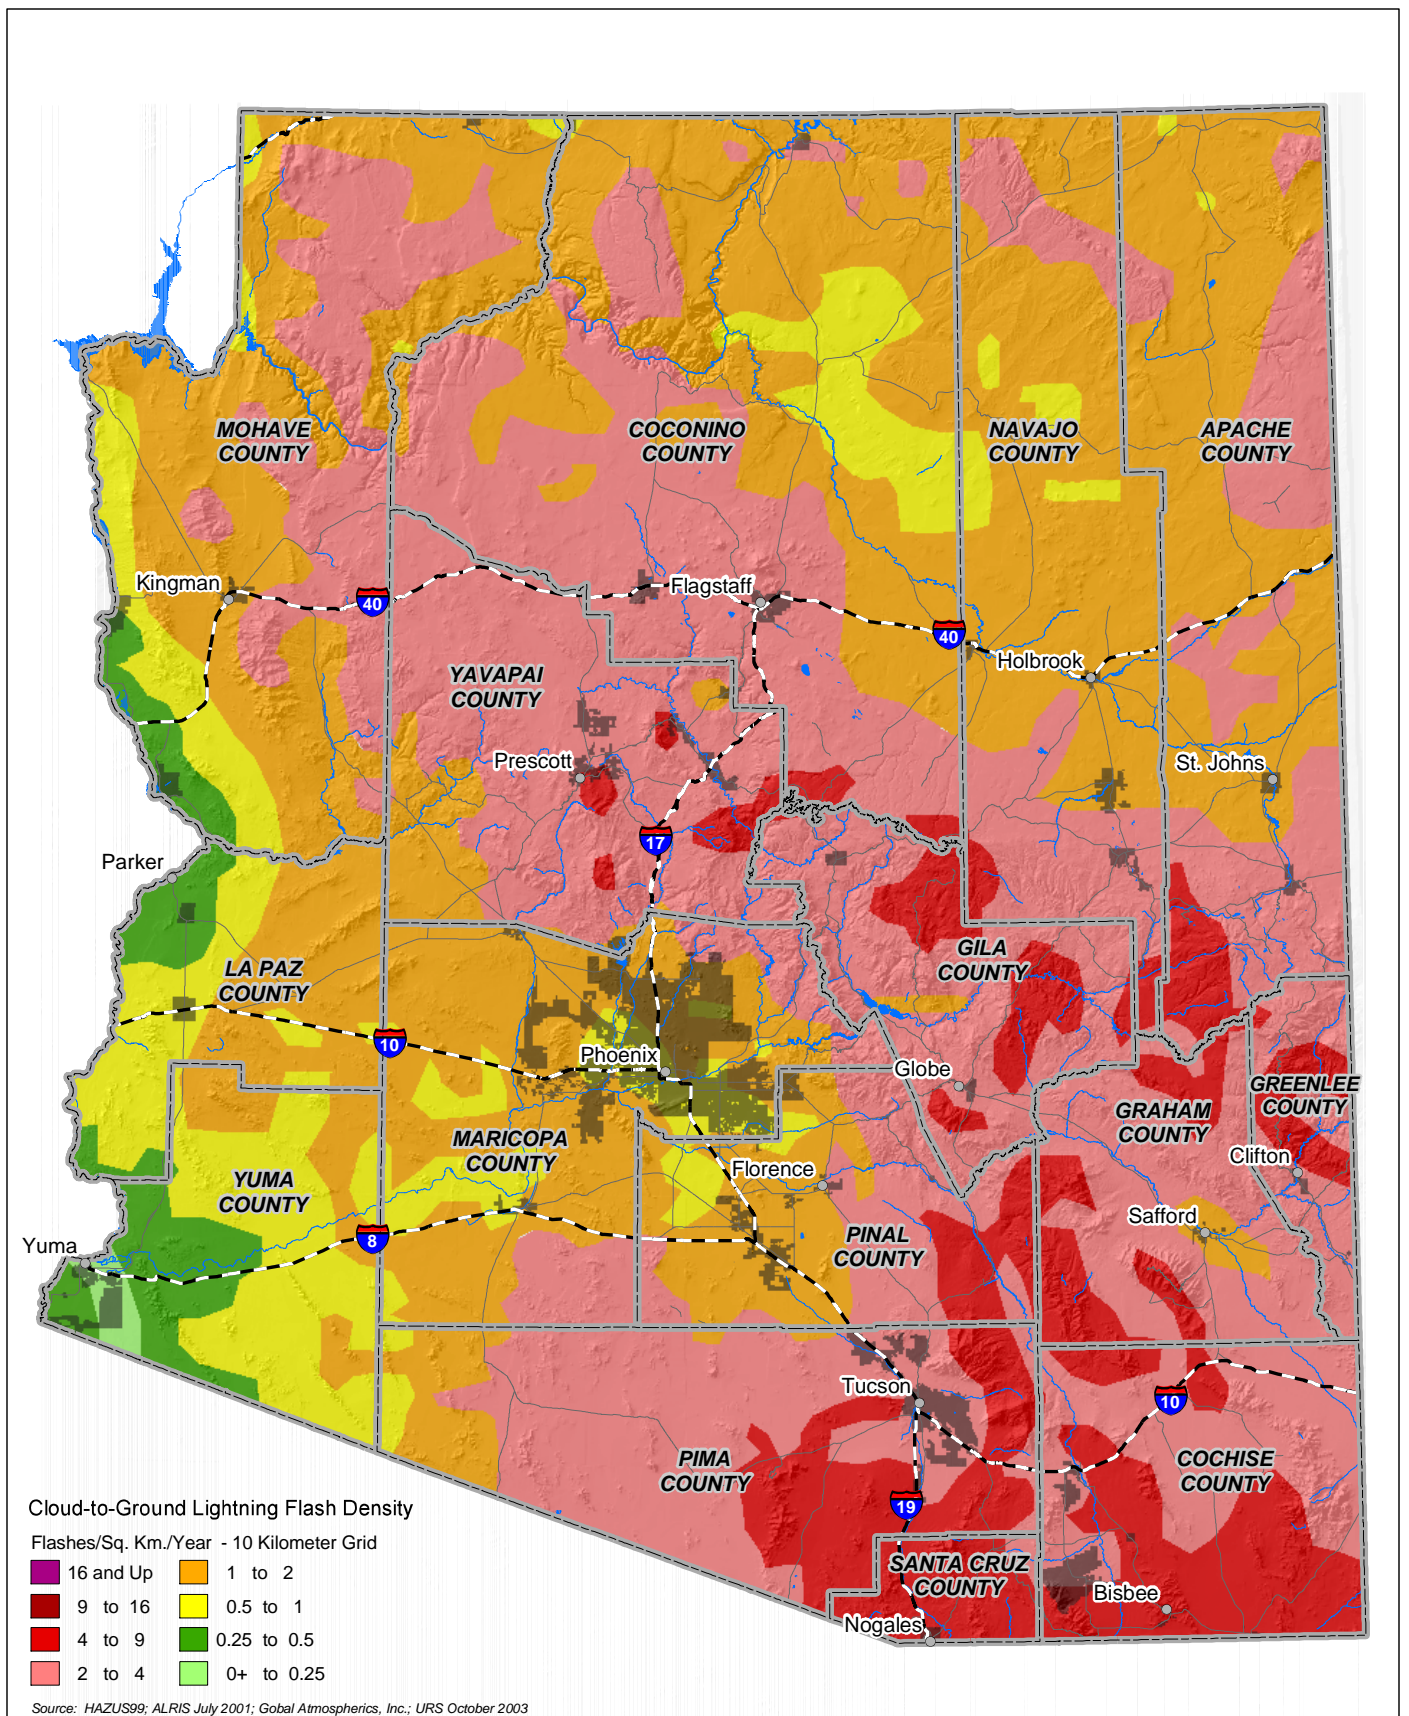 MOHAVE
COUNTY
COCONINO
COUNTY
NAVAJO
COUNTY
APACHE
COUNTY
Kingman
40
Flagstaff
40
Holbrook
YAVAPAI
COUNTY
Prescott
St. Johns
17
Parker
LA PAZ
COUNTY
GILA
COUNTY
10
Phoenix
Globe
GREENLEE
COUNTY
GRAHAM
COUNTY
MARICOPA
COUNTY
Florence
Clifton
YUMA
COUNTY
Safford
Yuma
8
PINAL
COUNTY
Tucson
10
PIMA
COUNTY
COCHISE
COUNTY
19
SANTA CRUZ
COUNTY
Bisbee
Nogales
Cloud-to-Ground Lightning Flash Density
Flashes/Sq. Km./Year - 10 Kilometer Grid
16 and Up
1 to 2
9 to 16
0.5 to 1
4 to 9
0.25 to 0.5
2 to 4
0+ to 0.25
Source: HAZUS99; ALRIS July 2001; Gobal Atmospherics, Inc.; URS October 2003